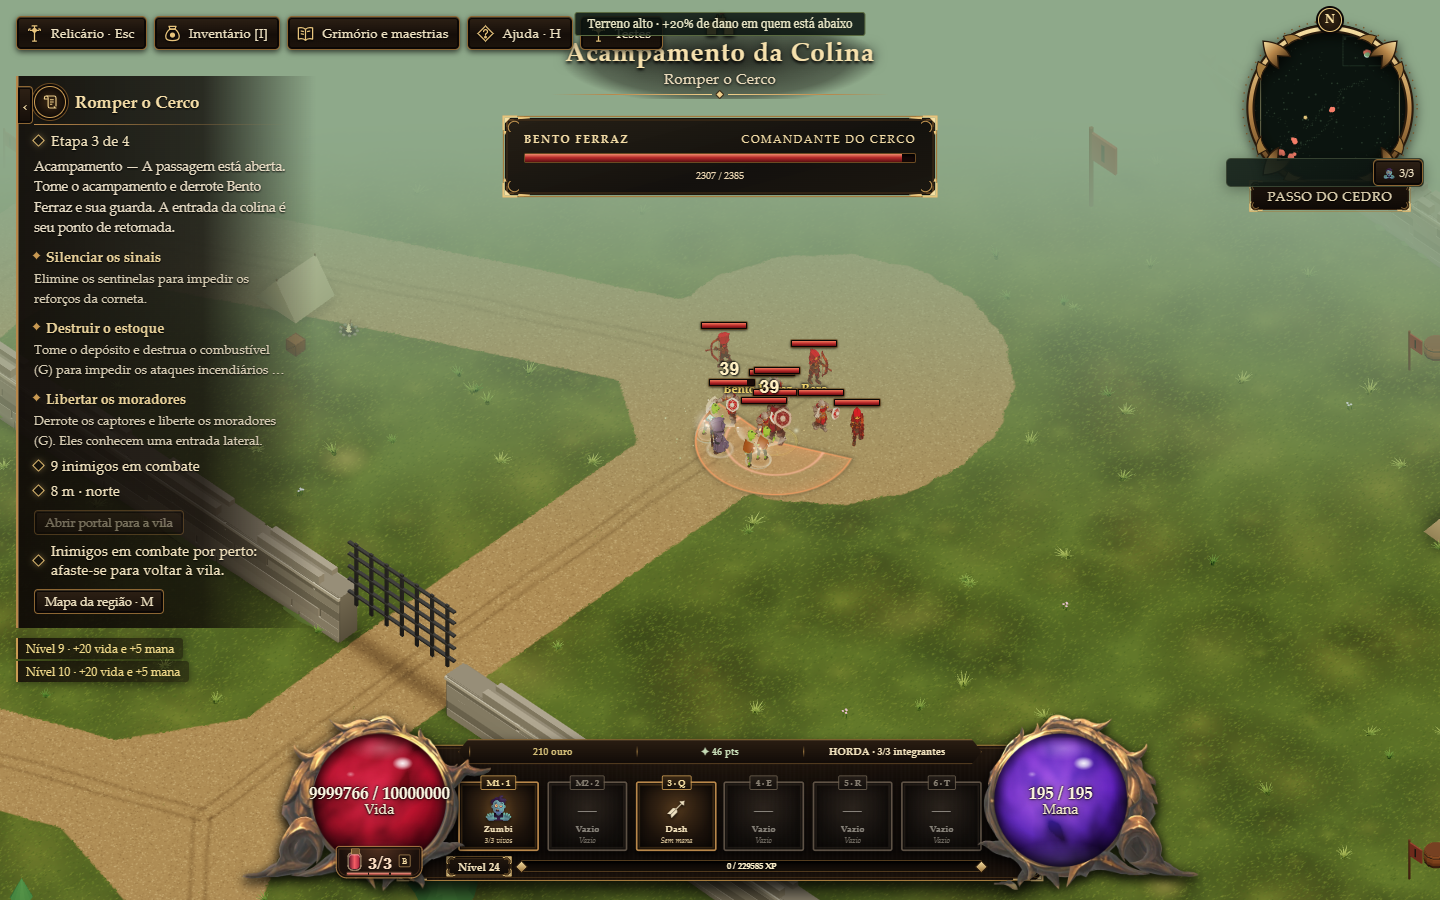 Relicário · Esc
Inventário [I]
Grimório e maestrias
Ajuda · H
Testes
Terreno alto · +20% de dano em quem está abaixo
Acampamento da Colina
Romper o Cerco
BENTO FERRAZ
COMANDANTE DO CERCO
2307 / 2385
N
3/3
PASSO DO CEDRO
‹
Romper o Cerco
Etapa 3 de 4
Acampamento — A passagem está aberta.
Tome o acampamento e derrote Bento
Ferraz e sua guarda. A entrada da colina é
seu ponto de retomada.
Silenciar os sinais
Elimine os sentinelas para impedir os
reforços da corneta.
Destruir o estoque
Tome o depósito e destrua o combustível
(G) para impedir os ataques incendiários ...
Libertar os moradores
Derrote os captores e liberte os moradores
(G). Eles conhecem uma entrada lateral.
9 inimigos em combate
8 m · norte
Abrir portal para a vila
Inimigos em combate por perto:
afaste-se para voltar à vila.
Mapa da região · M
Nível 9 · +20 vida e +5 mana
Nível 10 · +20 vida e +5 mana
39
39
210 ouro
46 pts
HORDA · 3/3 integrantes
9999766 / 10000000
Vida
3/3
B
M1 · 1
Zumbi
3/3 vivos
M2 · 2
Vazio
Vazio
3 · Q
Dash
Sem mana
4 · E
Vazio
Vazio
5 · R
Vazio
Vazio
6 · T
Vazio
Vazio
195 / 195
Mana
Nível 24
0 / 229585 XP